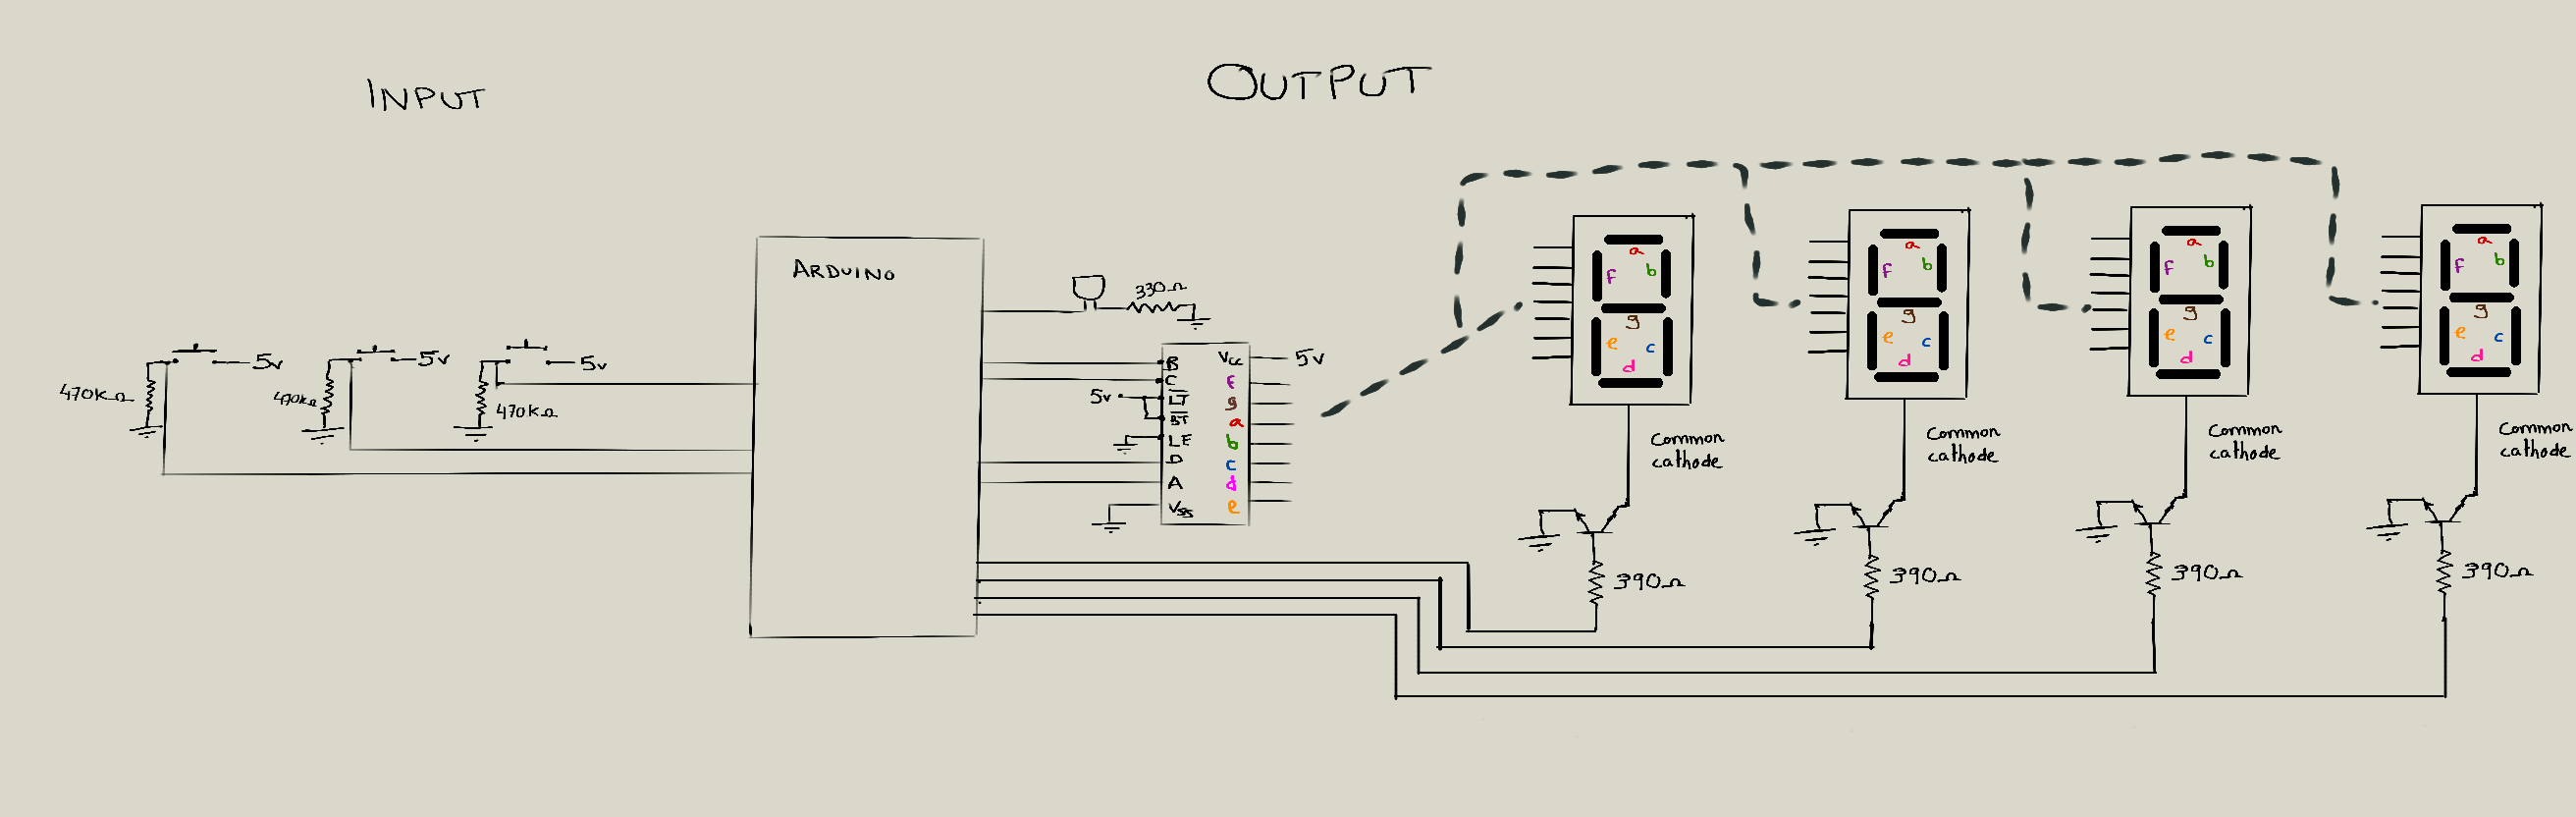 INPUT
OUTPUT
ARDUINO
330Ω
5v
5v
5v
470KΩ
470KΩ
470KΩ
B
C
5v
LT
BT
LE
D
A
Vss
Vcc
5v
f
g
a
b
c
d
e
a
f
b
g
e
c
d
Common
cathode
390Ω
a
f
b
g
e
c
d
Common
cathode
390Ω
a
f
b
g
e
c
d
Common
cathode
390Ω
a
f
b
g
e
c
d
Common
cathode
390Ω